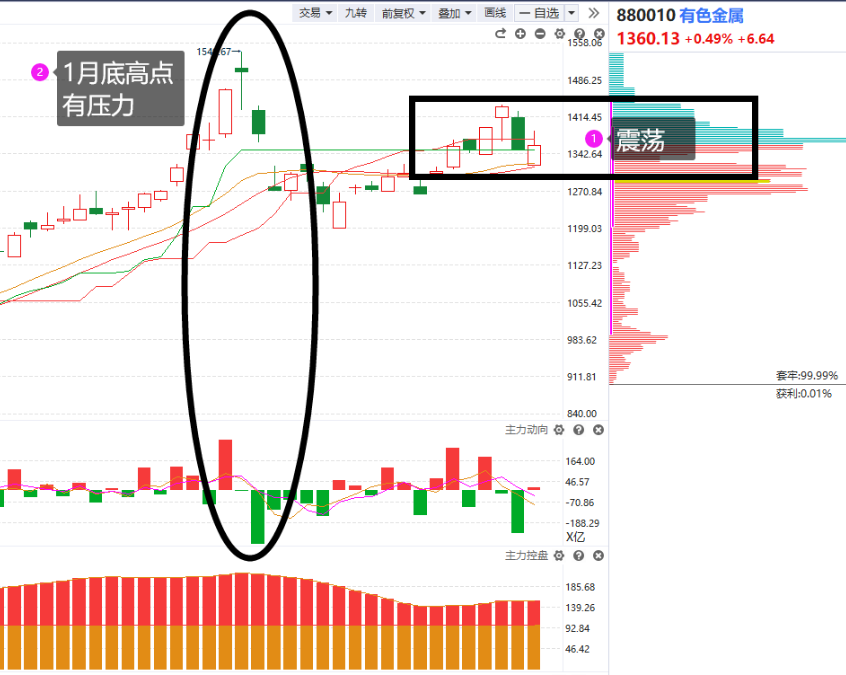 交易 九转 前复权 叠加 画线 一自选
880010 有色金属
1360.13 +0.49% +6.64
2
1月底高点
有压力
1
震荡
1558.06
1486.25
1414.45
1342.64
1270.84
1199.03
1127.23
1055.42
983.62
911.81
840.00
套牢:99.99%
获利:0.01%
主力动向
164.00
46.57
-70.86
-188.29
X亿
主力控盘
185.68
139.26
92.84
46.42